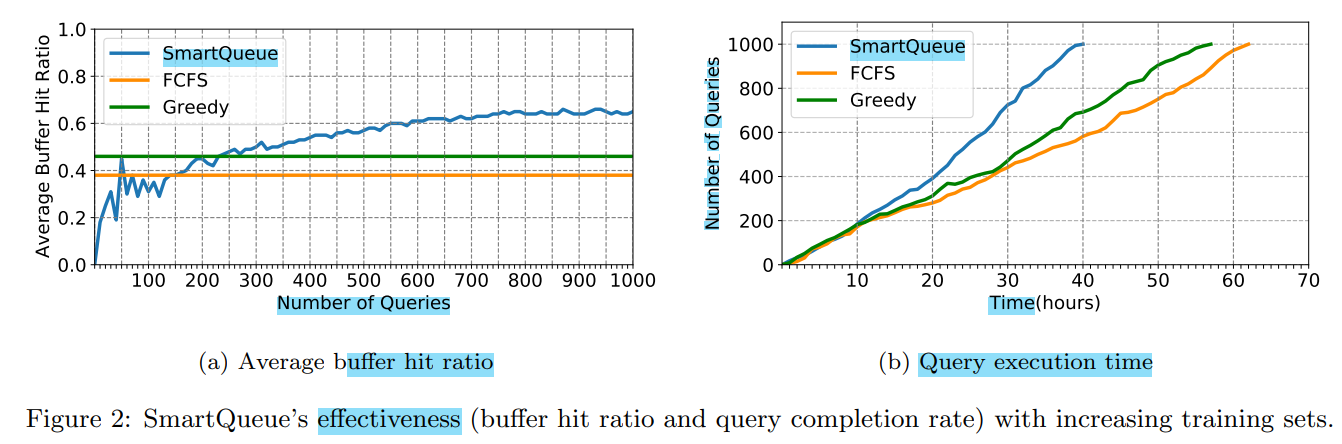 Average Buffer Hit Ratio
1.0
0.8
0.6
0.4
0.2
0.0
SmartQueue
FCFS
Greedy
100 200 300 400 500 600 700 800 900 1000
Number of Queries
(a) Average buffer hit ratio
Number of Queries
1000
800
600
400
200
0
SmartQueue
FCFS
Greedy
10 20 30 40 50 60 70
Time(hours)
(b) Query execution time
Figure 2: SmartQueue's effectiveness (buffer hit ratio and query completion rate) with increasing training sets.